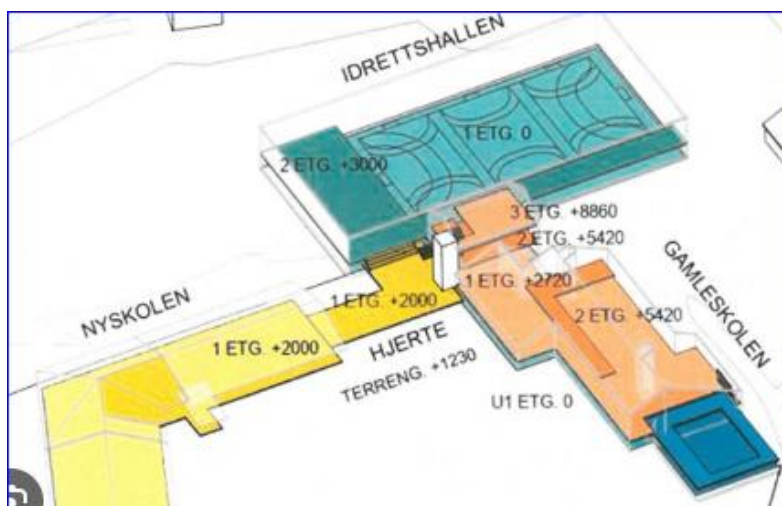 IDRETTSHALLEN
1 ETG. 0
2 ETG +3000
3 ETG. +8860
2 ETG. +5420
GAMLESKOLEN
1 ETG. +2720
NYSKOLEN
1 ETG. +2000
2 ETG. +5420
1 ETG. +2000
HJERTE
TERRENG. +1230
U1 ETG. 0